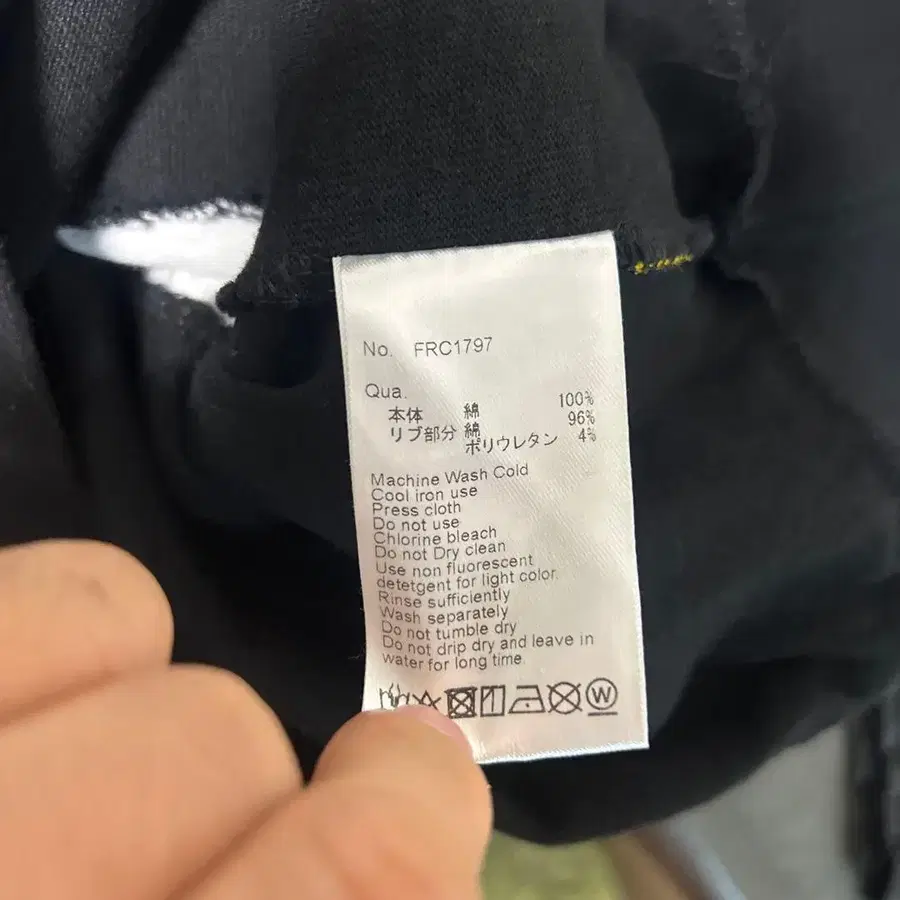 No. FRC1797
Qua.
本体 綿 100%
リブ部分 綿 96%
ポリウレタン 4%
Machine Wash Cold
Cool iron use
Press cloth
Do not use
Chlorine bleach
Do not Dry clean
Use non fluorescent
detetgent for light color.
Rinse sufficiently
Wash separately
Do not tumble dry
Do not drip dry and leave in
water for long time.
W